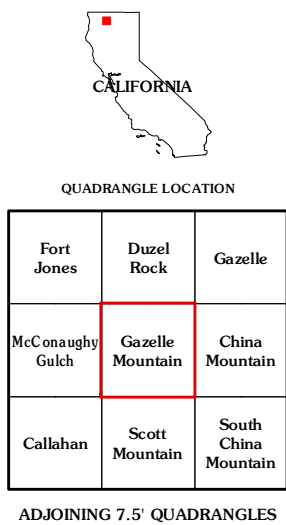 CALIFORNIA
QUADRANGLE LOCATION
Fort
Jones
Duzel
Rock
Gazelle
McConaughy
Gulch
Gazelle
Mountain
China
Mountain
Callahan
Scott
Mountain
South
China
Mountain
ADJOINING 7.5' QUADRANGLES